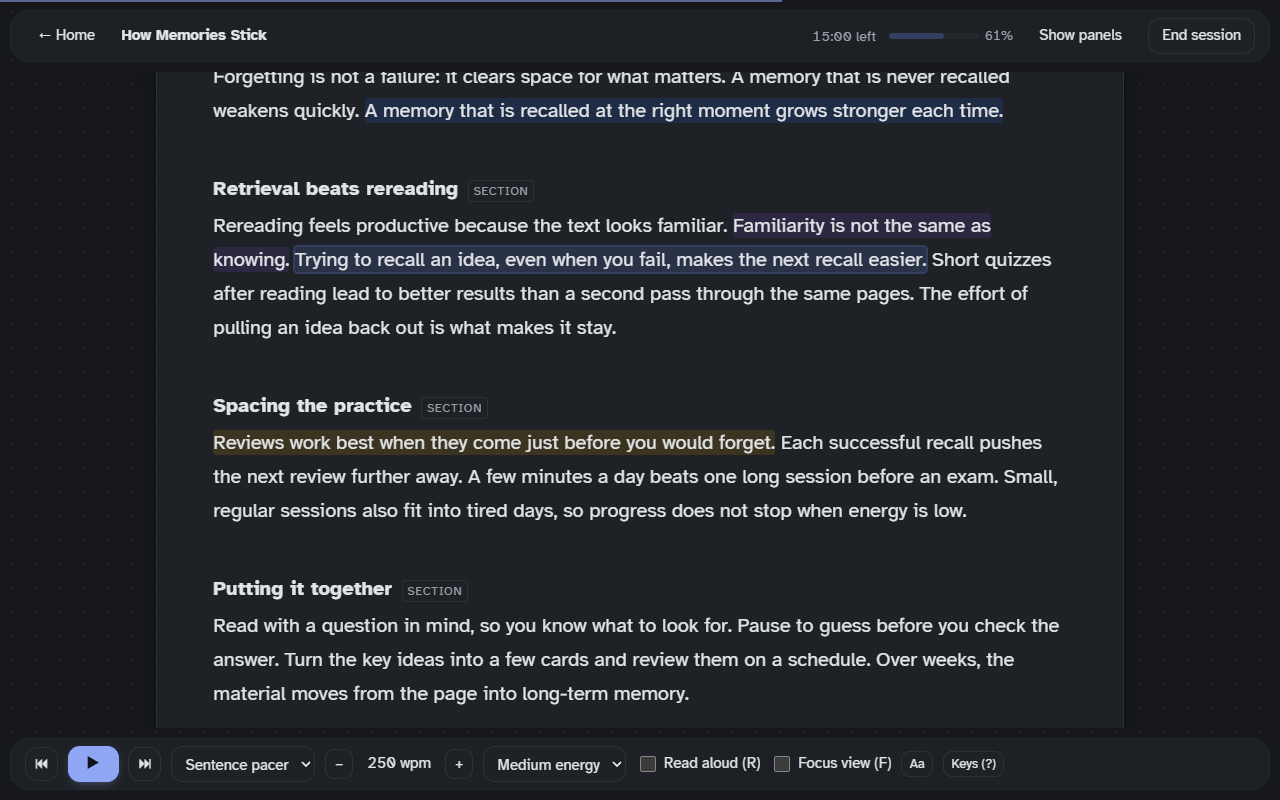 ← Home How Memories Stick 15:00 left 61% Show panels End session
Forgetting is not a failure: it clears space for what matters. A memory that is never recalled
weakens quickly. A memory that is recalled at the right moment grows stronger each time.
Retrieval beats rereading SECTION
Rereading feels productive because the text looks familiar. Familiarity is not the same as
knowing. Trying to recall an idea, even when you fail, makes the next recall easier. Short quizzes
after reading lead to better results than a second pass through the same pages. The effort of
pulling an idea back out is what makes it stay.
Spacing the practice SECTION
Reviews work best when they come just before you would forget. Each successful recall pushes
the next review further away. A few minutes a day beats one long session before an exam. Small,
regular sessions also fit into tired days, so progress does not stop when energy is low.
Putting it together SECTION
Read with a question in mind, so you know what to look for. Pause to guess before you check the
answer. Turn the key ideas into a few cards and review them on a schedule. Over weeks, the
material moves from the page into long-term memory.
Sentence pacer − 250 wpm + Medium energy Read aloud (R) Focus view (F) Aa Keys (?)